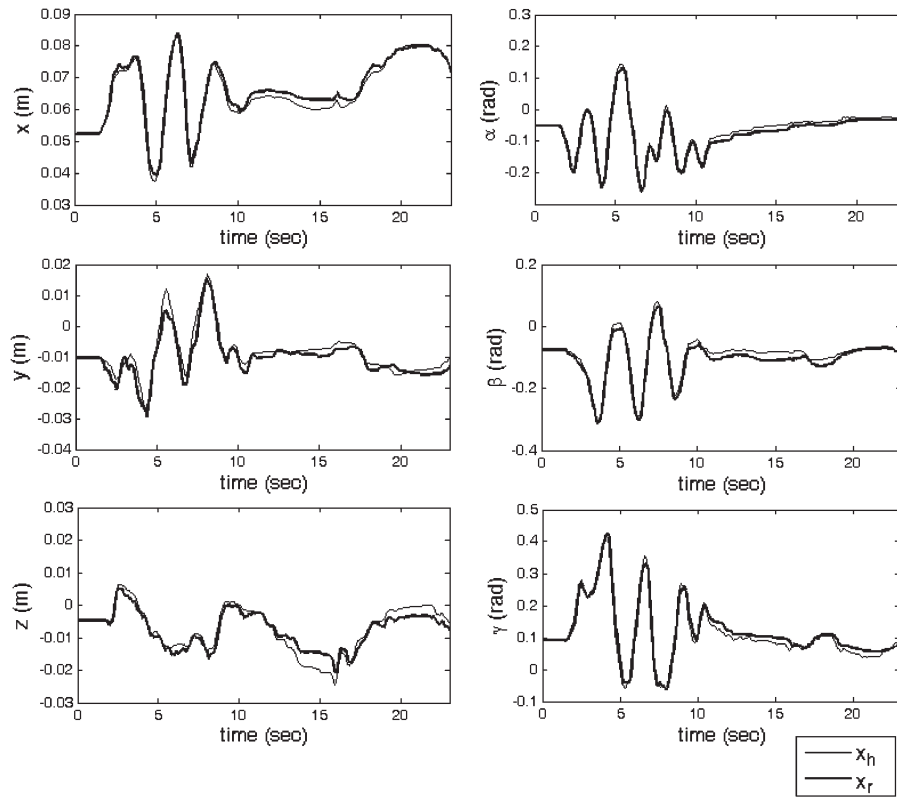 0.09
0.08
0.07
0.06
0.05
0.04
0.03
x (m)
0 5 10 15 20
time (sec)
0.3
0.2
0.1
0
-0.1
-0.2
α (rad)
0 5 10 15 20
time (sec)
0.02
0.01
0
-0.01
-0.02
-0.03
-0.04
y (m)
0 5 10 15 20
time (sec)
0.2
0
-0.2
-0.4
β (rad)
0 5 10 15 20
time (sec)
0.03
0.02
0.01
0
-0.01
-0.02
-0.03
z (m)
0 5 10 15 20
time (sec)
0.5
0.4
0.3
0.2
0.1
0
-0.1
γ (rad)
0 5 10 15 20
time (sec)
x_h
x_r